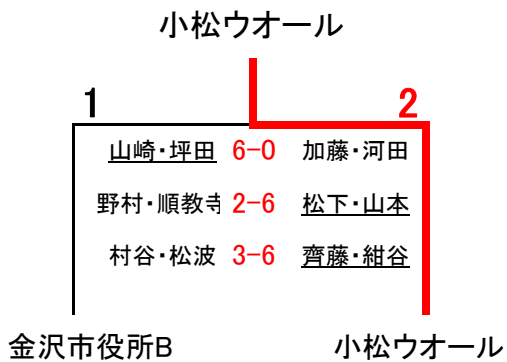 小松ウオール
1 2
山崎・坪田 6-0 加藤・河田
野村・順教寺 2-6 松下・山本
村谷・松波 3-6 齊藤・紺谷
金沢市役所B 小松ウオール